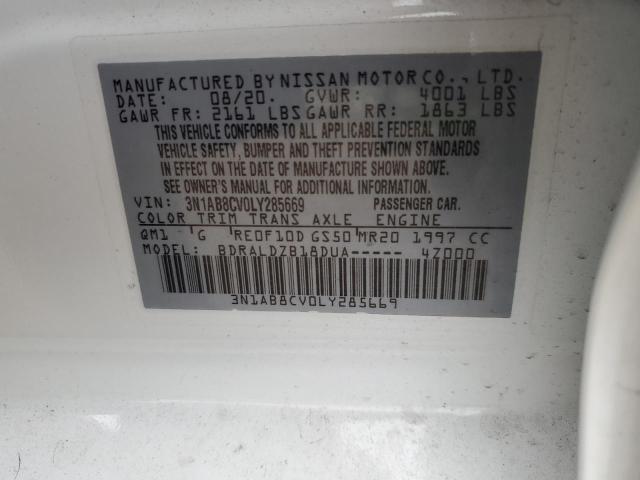 MANUFACTURED BY NISSAN MOTOR CO., LTD.
DATE: 08/20. GVWR: 4001 LBS
GAWR FR: 2161 LBS GAWR RR: 1863 LBS
THIS VEHICLE CONFORMS TO ALL APPLICABLE FEDERAL MOTOR
VEHICLE SAFETY, BUMPER AND THEFT PREVENTION STANDARDS
IN EFFECT ON THE DATE OF MANUFACTURE SHOWN ABOVE.
SEE OWNER'S MANUAL FOR ADDITIONAL INFORMATION.
VIN: 3N1AB8CV0LY285669 PASSENGER CAR.
COLOR TRIM TRANS AXLE ENGINE
QM1 G RE0F10D GS50 MR20 1997 CC
MODEL: BDRALDZB18DUA----- 4Z000
3N1AB8CV0LY285669